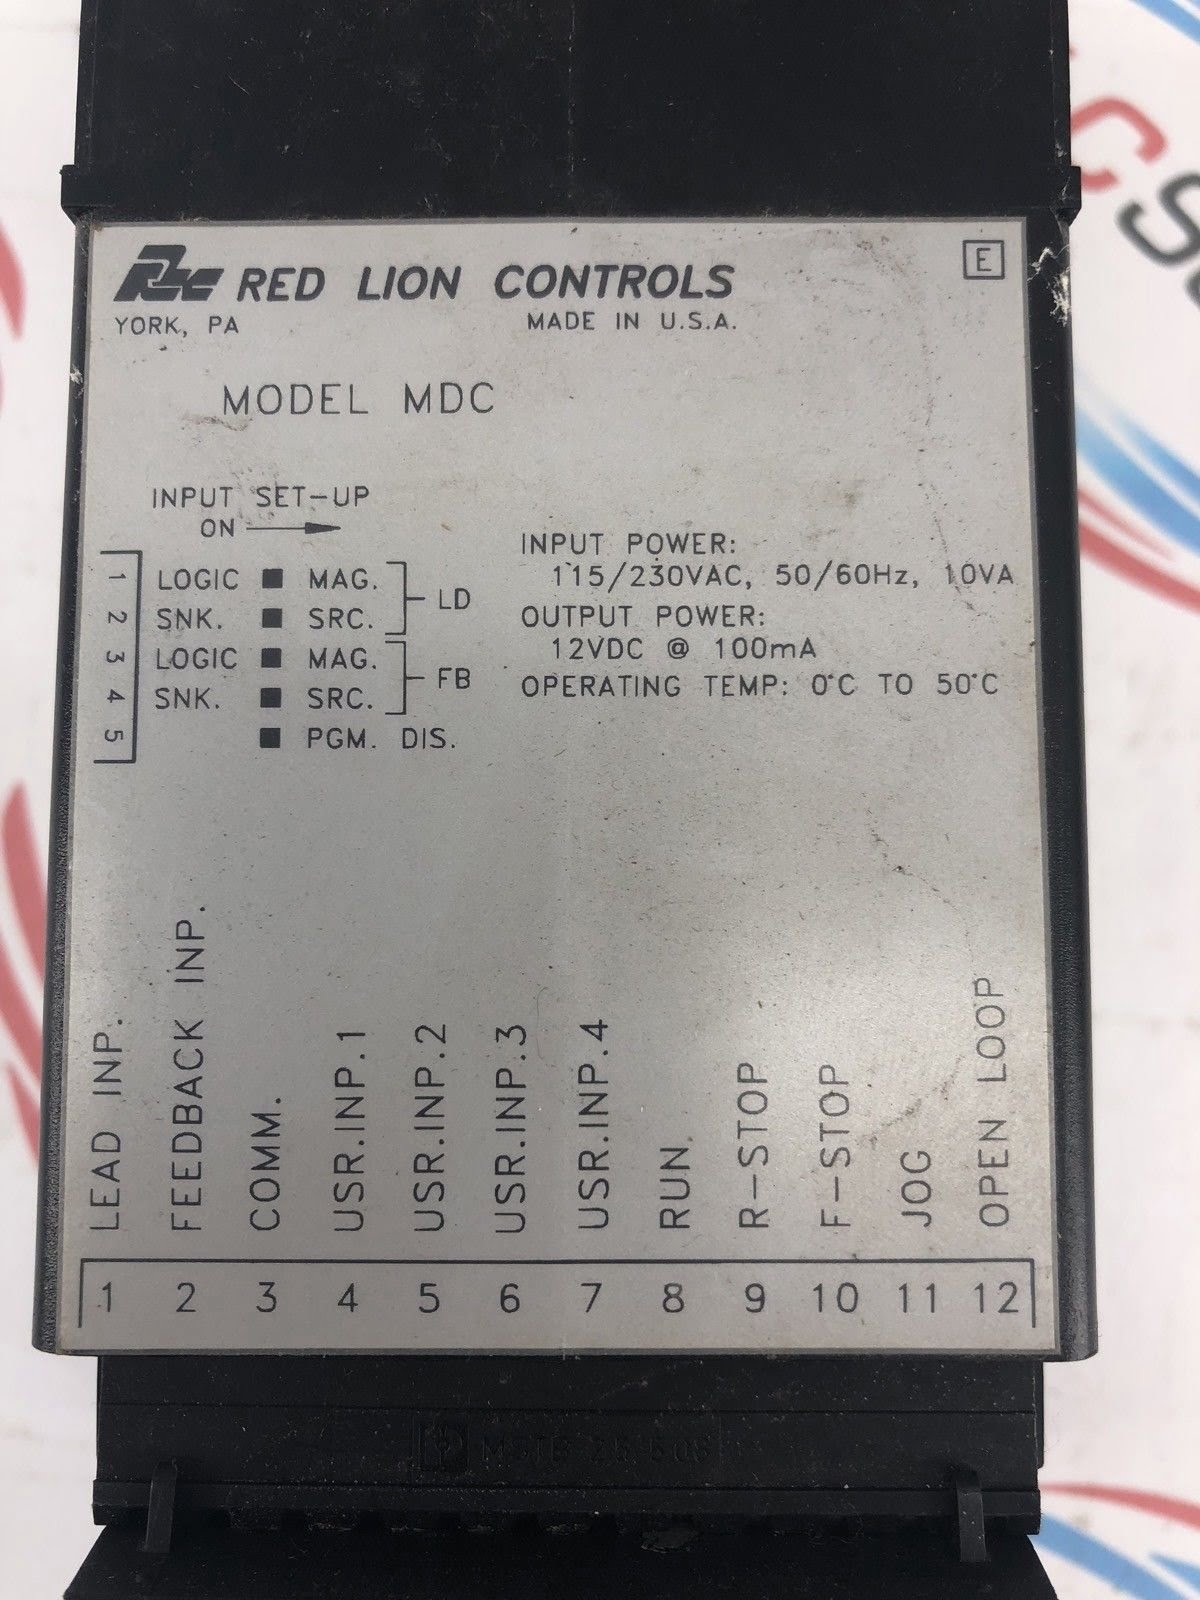 RED LION CONTROLS
E
YORK, PA MADE IN U.S.A.
MODEL MDC
INPUT SET-UP
ON
1 LOGIC MAG.
2 SNK. SRC.
LD
3 LOGIC MAG.
4 SNK. SRC.
FB
5 PGM. DIS.
INPUT POWER:
115/230VAC, 50/60Hz, 10VA
OUTPUT POWER:
12VDC @ 100mA
OPERATING TEMP: 0°C TO 50°C
LEAD INP.
FEEDBACK INP.
COMM.
USR.INP.1
USR.INP.2
USR.INP.3
USR.INP.4
RUN
R-STOP
F-STOP
JOG
OPEN LOOP
1 2 3 4 5 6 7 8 9 10 11 12